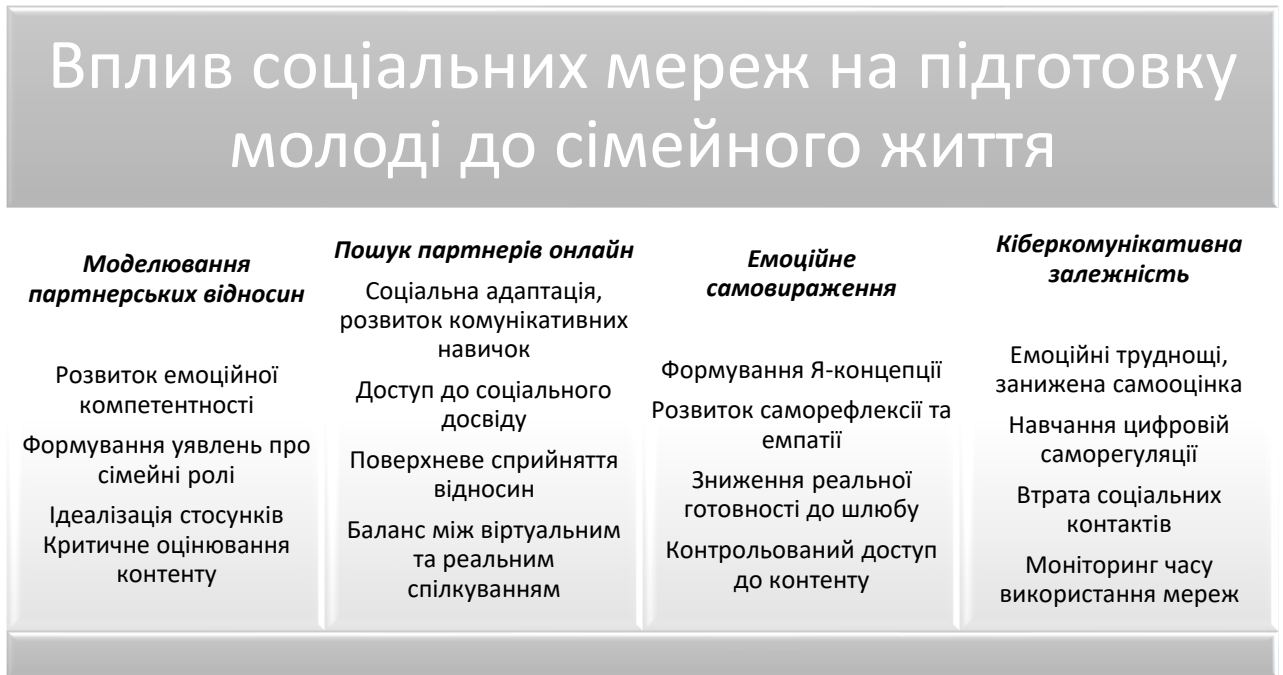 Вплив соціальних мереж на підготовку
молоді до сімейного життя
Моделювання
партнерських відносин
Розвиток емоційної
компетентності
Формування уявлень про
сімейні ролі
Ідеалізація стосунків
Критичне оцінювання
контенту
Пошук партнерів онлайн
Соціальна адаптація,
розвиток комунікативних
навичок
Доступ до соціального
досвіду
Поверхневе сприйняття
відносин
Баланс між віртуальним
та реальним
спілкуванням
Емоційне
самовираження
Формування Я-концепції
Розвиток саморефлексії та
емпатії
Зниження реальної
готовності до шлюбу
Контрольований доступ
до контенту
Кіберкомунікативна
залежність
Емоційні труднощі,
занижена самооцінка
Навчання цифровій
саморегуляції
Втрата соціальних
контактів
Моніторинг часу
використання мереж